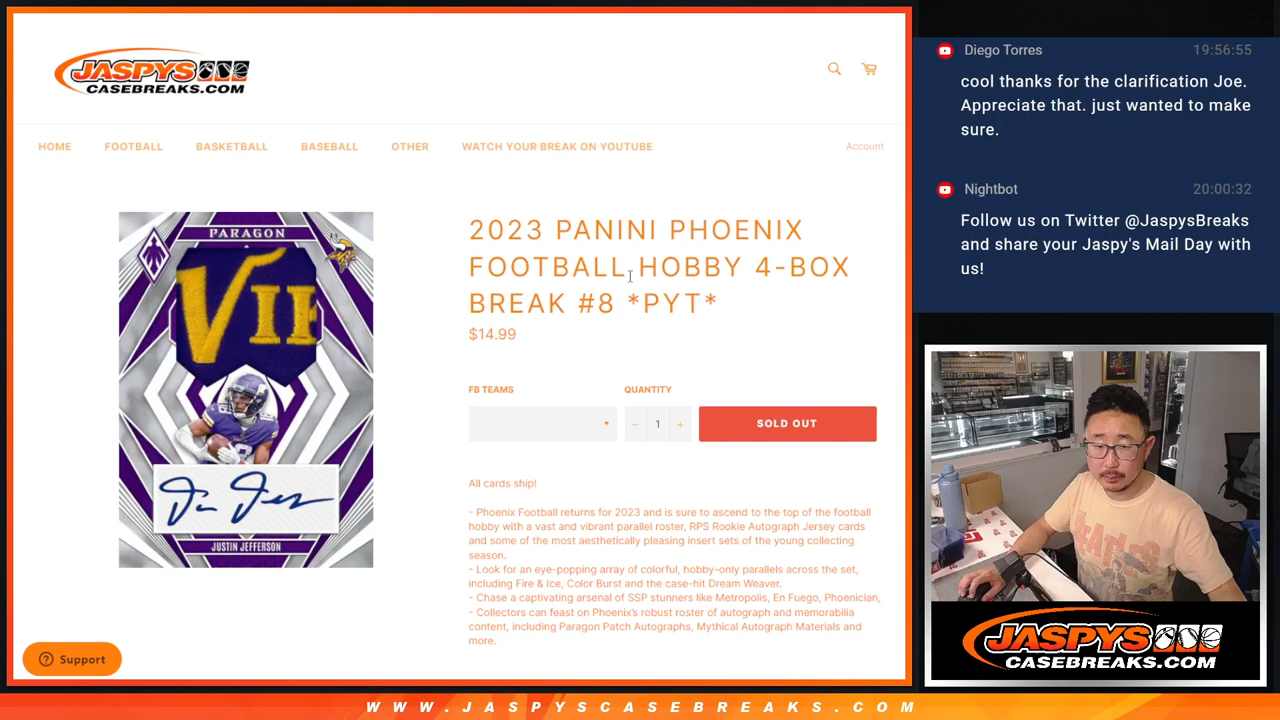 JASPYS
CASEBREAKS.COM
HOME FOOTBALL BASKETBALL BASEBALL OTHER WATCH YOUR BREAK ON YOUTUBE Account
PARAGON
VII
JUSTIN JEFFERSON
2023 PANINI PHOENIX
FOOTBALL HOBBY 4-BOX
BREAK #8 *PYT*
$14.99
FB TEAMS QUANTITY
− 1 + SOLD OUT
All cards ship!
- Phoenix Football returns for 2023 and is sure to ascend to the top of the football
hobby with a vast and vibrant parallel roster, RPS Rookie Autograph Jersey cards
and some of the most aesthetically pleasing insert sets of the young collecting
season.
- Look for an eye-popping array of colorful, hobby-only parallels across the set,
including Fire & Ice, Color Burst and the case-hit Dream Weaver.
- Chase a captivating arsenal of SSP stunners like Metropolis, En Fuego, Phoenician,
- Collectors can feast on Phoenix's robust roster of autograph and memorabilia
content, including Paragon Patch Autographs, Mythical Autograph Materials and
more.
Support
Diego Torres 19:56:55
cool thanks for the clarification Joe.
Appreciate that. just wanted to make
sure.
Nightbot 20:00:32
Follow us on Twitter @JaspysBreaks
and share your Jaspy's Mail Day with
us!
BEATLES
JASPYS
CASEBREAKS.COM
WWW.JASPYSCASEBREAKS.COM